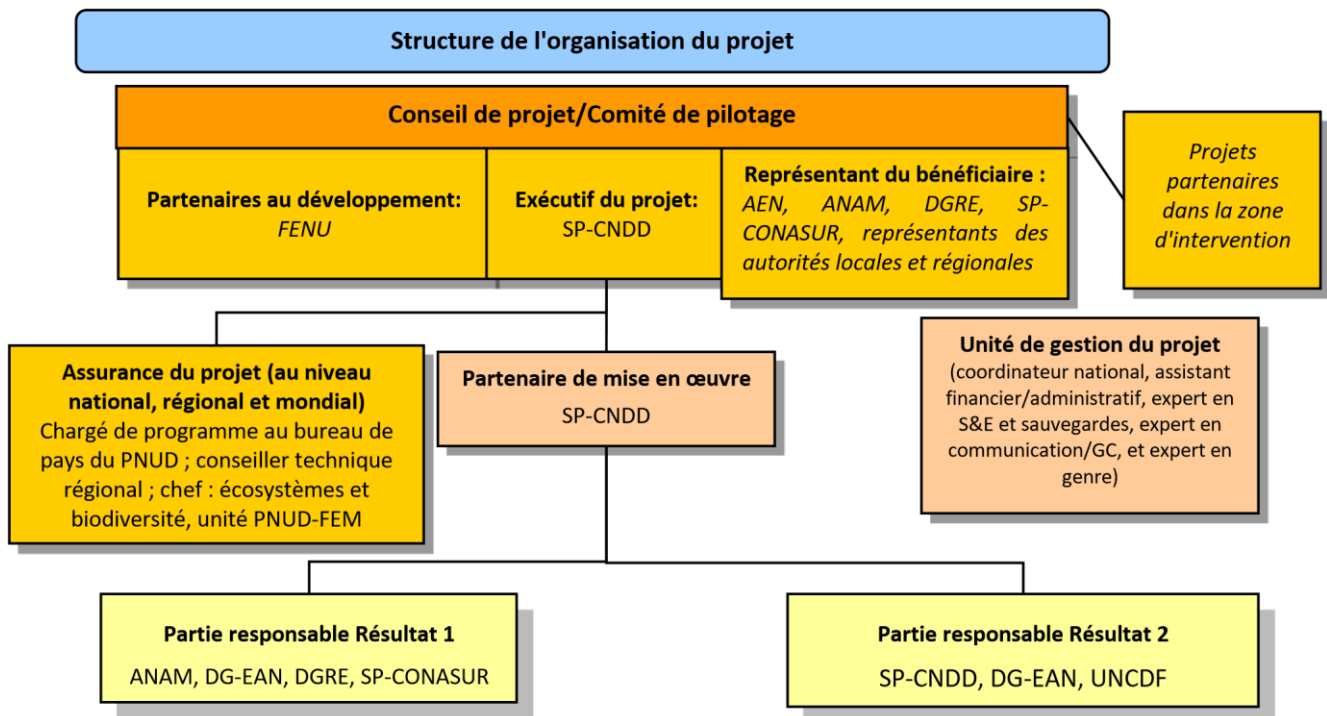 Structure de l'organisation du projet
Conseil de projet/Comité de pilotage
Partenaires au développement:
FENU
Exécutif du projet:
SP-CNDD
Représentant du bénéficiaire :
AEN, ANAM, DGRE, SP-
CONASUR, représentants des
autorités locales et régionales
Projets
partenaires
dans la zone
d'intervention
Assurance du projet (au niveau
national, régional et mondial)
Chargé de programme au bureau de
pays du PNUD ; conseiller technique
régional ; chef : écosystèmes et
biodiversité, unité PNUD-FEM
Partenaire de mise en œuvre
SP-CNDD
Unité de gestion du projet
(coordinateur national, assistant
financier/administratif, expert en
S&E et sauvegardes, expert en
communication/GC, et expert en
genre)
Partie responsable Résultat 1
ANAM, DG-EAN, DGRE, SP-CONASUR
Partie responsable Résultat 2
SP-CNDD, DG-EAN, UNCDF